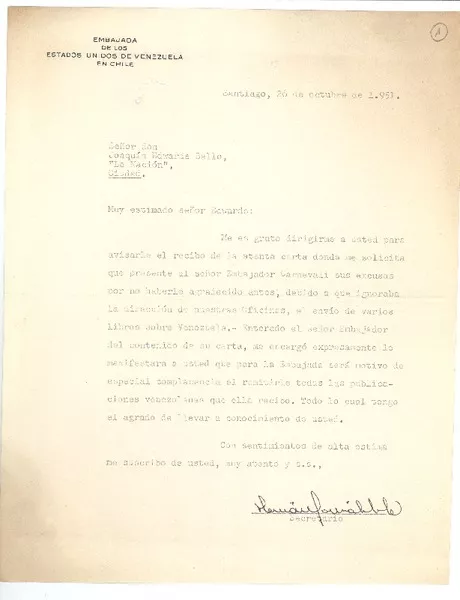 1
EMBAJADA
DE LOS
ESTADOS UNIDOS DE VENEZUELA
EN CHILE
Santiago, 26 de octubre de 1.951.
Señor Don
Joaquín Edwards Bello,
"La Nación",
Ciudad.
Muy estimado señor Edwards:
Me es grato dirigirme a usted para
avisarle el recibo de la atenta carta donde me solicita
que presente al señor Embajador Carnevali sus excusas
por no haberle agradecido antes, debido a que ignoraba
la dirección de nuestras Oficinas, el envío de varios
libros sobre Venezuela.- Enterado el señor Embajador
del contenido de su carta, me encargó expresamente le
manifestara a usted que para la Embajada será motivo de
especial complacencia el remitirle todas las publica-
ciones venezolanas que ella recibe. Todo lo cual tengo
el agrado de llevar a conocimiento de usted.
Con sentimientos de alta estima
me suscribo de usted, muy atento y s.s.,
Secretario